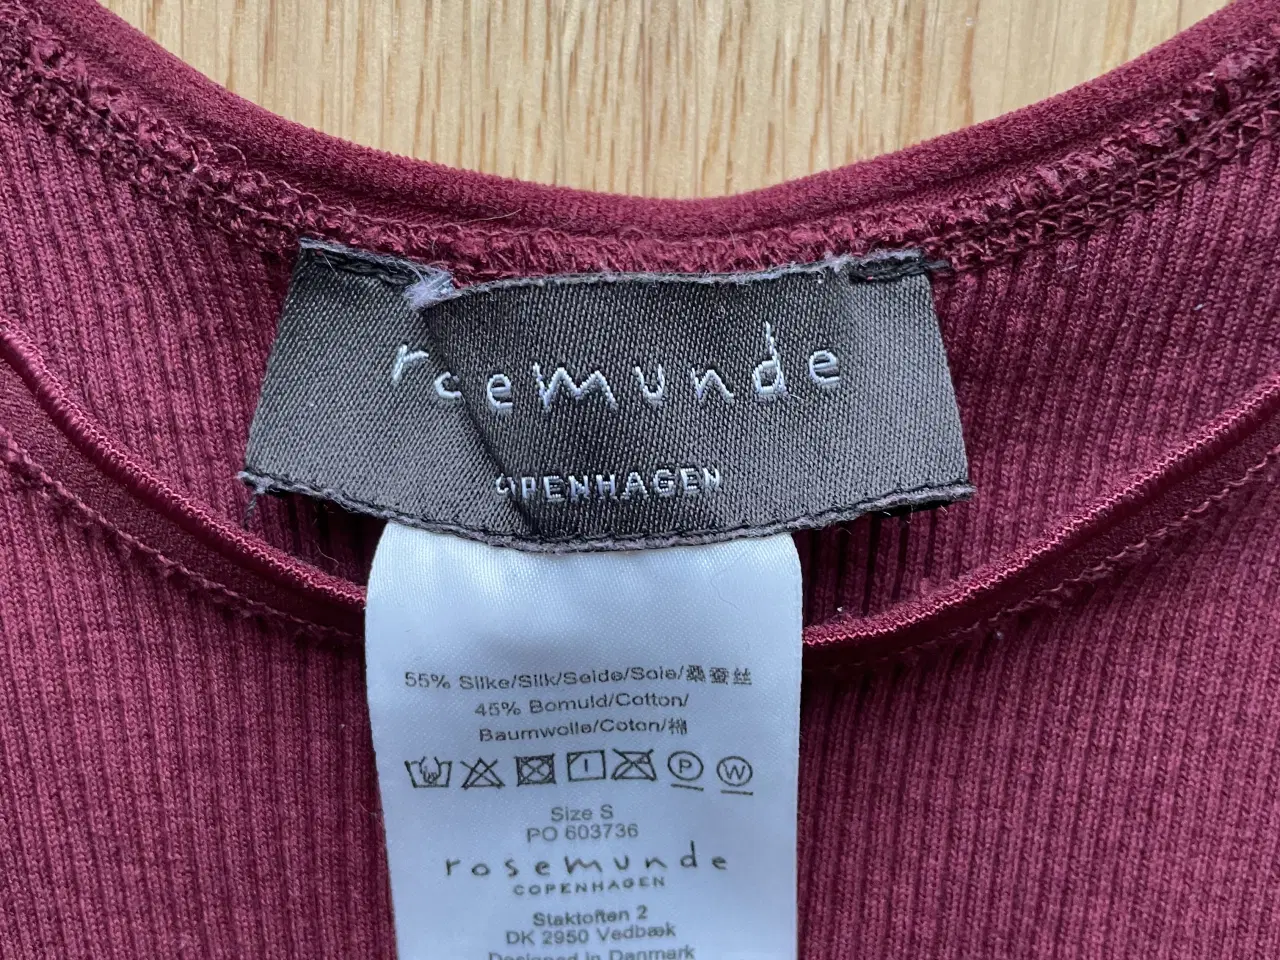 rosemunde
COPENHAGEN
55% Silke/Silk/Seide/Soie/桑蚕丝
45% Bomuld/Cotton/
Baumwolle/Coton/棉
P W
Size S
PO 603736
rosemunde
COPENHAGEN
Staktoften 2
DK 2950 Vedbæk
Designed in Danmark